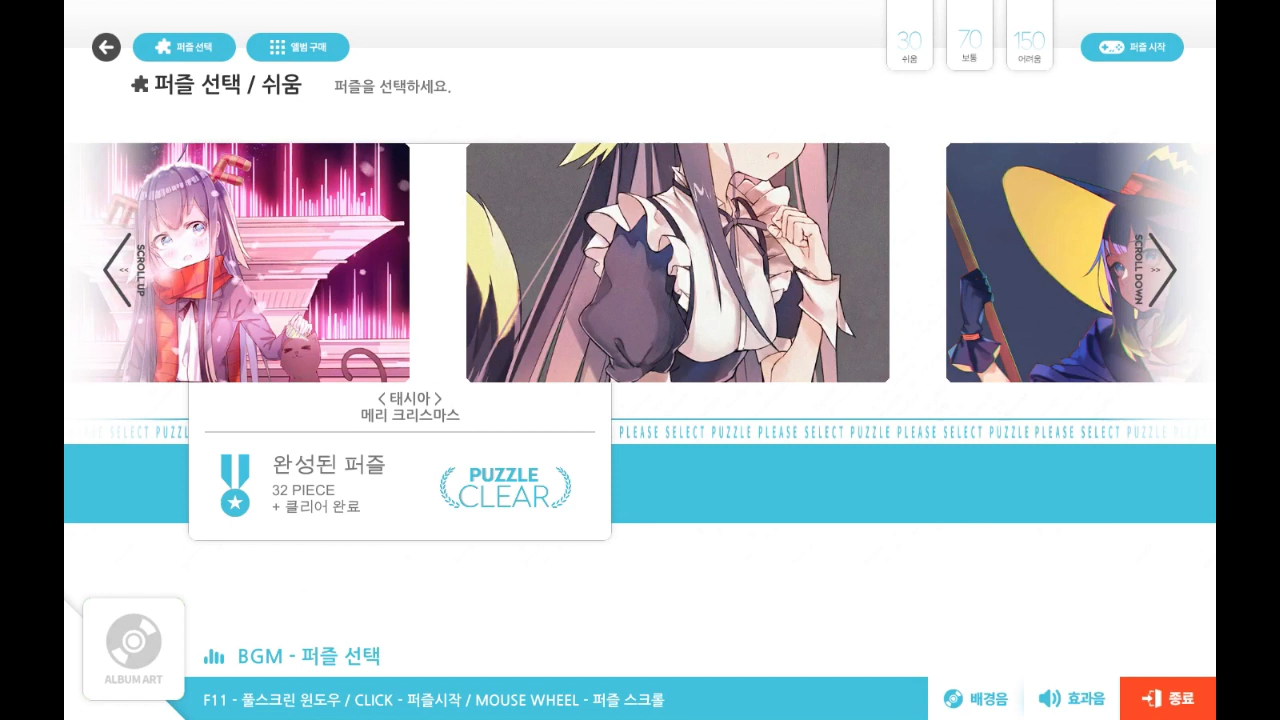 퍼즐 선택
앨범 구매
30
쉬움
70
보통
150
어려움
퍼즐 시작
퍼즐 선택 / 쉬움
퍼즐을 선택하세요.
SCROLL UP
<<
SCROLL DOWN
>>
< 태시아 >
메리 크리스마스
SELECT PUZZL
PLEASE SELECT PUZZLE PLEASE SELECT PUZZLE PLEASE SELECT PUZZLE PLEASE SELECT PUZZLE
완성된 퍼즐
32 PIECE
+ 클리어 완료
PUZZLE
CLEAR
ALBUM ART
BGM - 퍼즐 선택
F11 - 풀스크린 윈도우 / CLICK - 퍼즐시작 / MOUSE WHEEL - 퍼즐 스크롤
배경음
효과음
종료